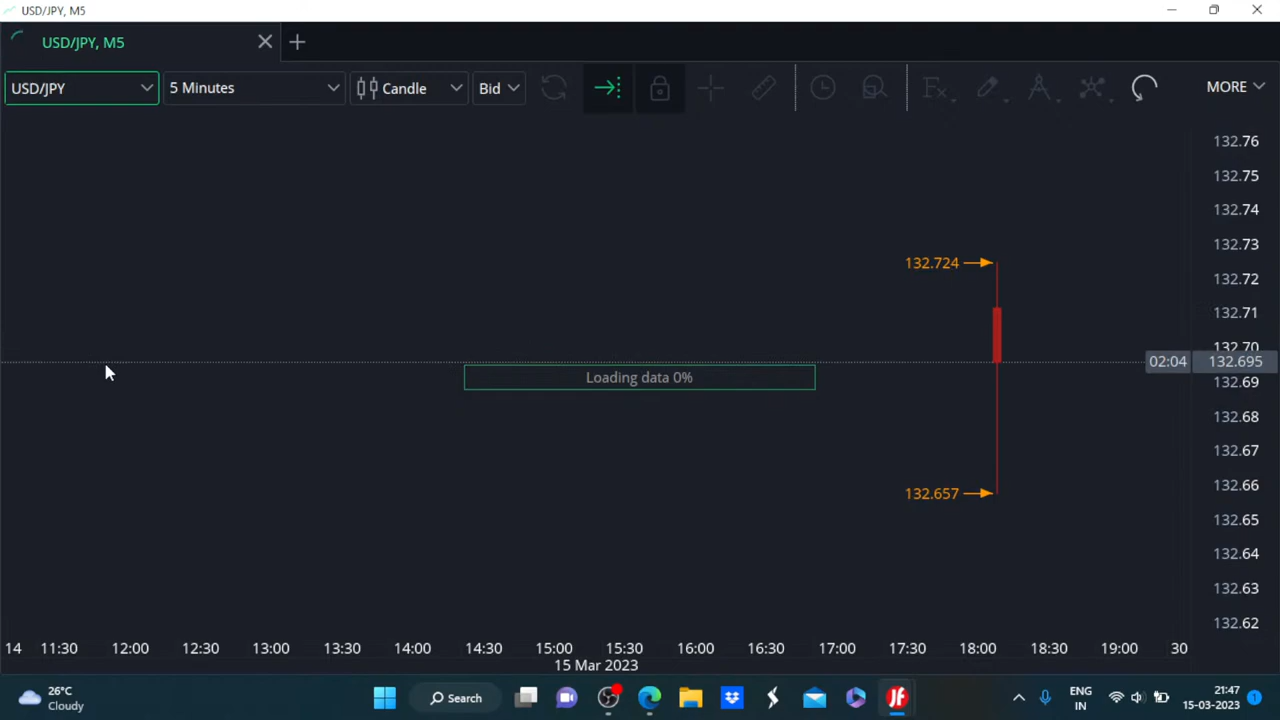 USD/JPY, M5
USD/JPY, M5
USD/JPY
5 Minutes
Candle
Bid
Fx
MORE
132.76
132.75
132.74
132.73
132.724
132.72
132.71
132.70
02:04 132.695
Loading data 0%
132.69
132.68
132.67
132.66
132.657
132.65
132.64
132.63
132.62
14 11:30 12:00 12:30 13:00 13:30 14:00 14:30 15:00 15:30 16:00 16:30 17:00 17:30 18:00 18:30 19:00 30
15 Mar 2023
26°C
Cloudy
Search
JF
ENG
IN
21:47
15-03-2023
1